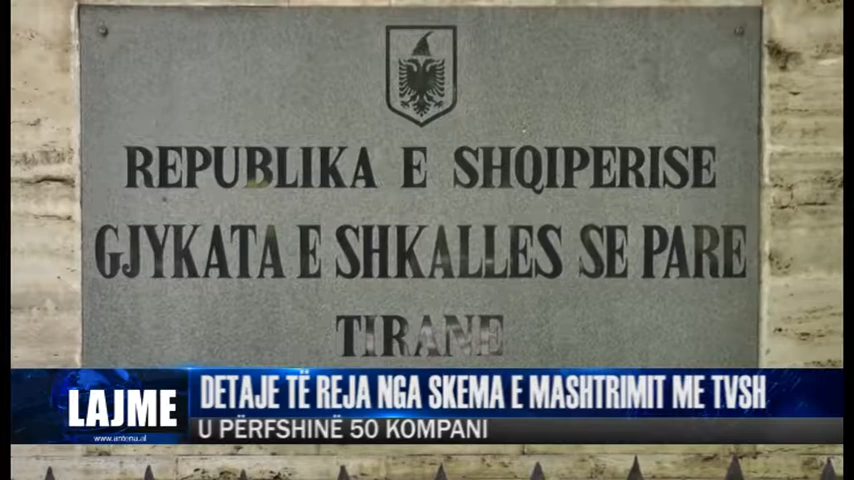 REPUBLIKA E SHQIPERISE
GJYKATA E SHKALLES SE PARE
TIRANE
LAJME
www.antena.al
DETAJE TË REJA NGA SKEMA E MASHTRIMIT ME TVSH
U PËRFSHINË 50 KOMPANI